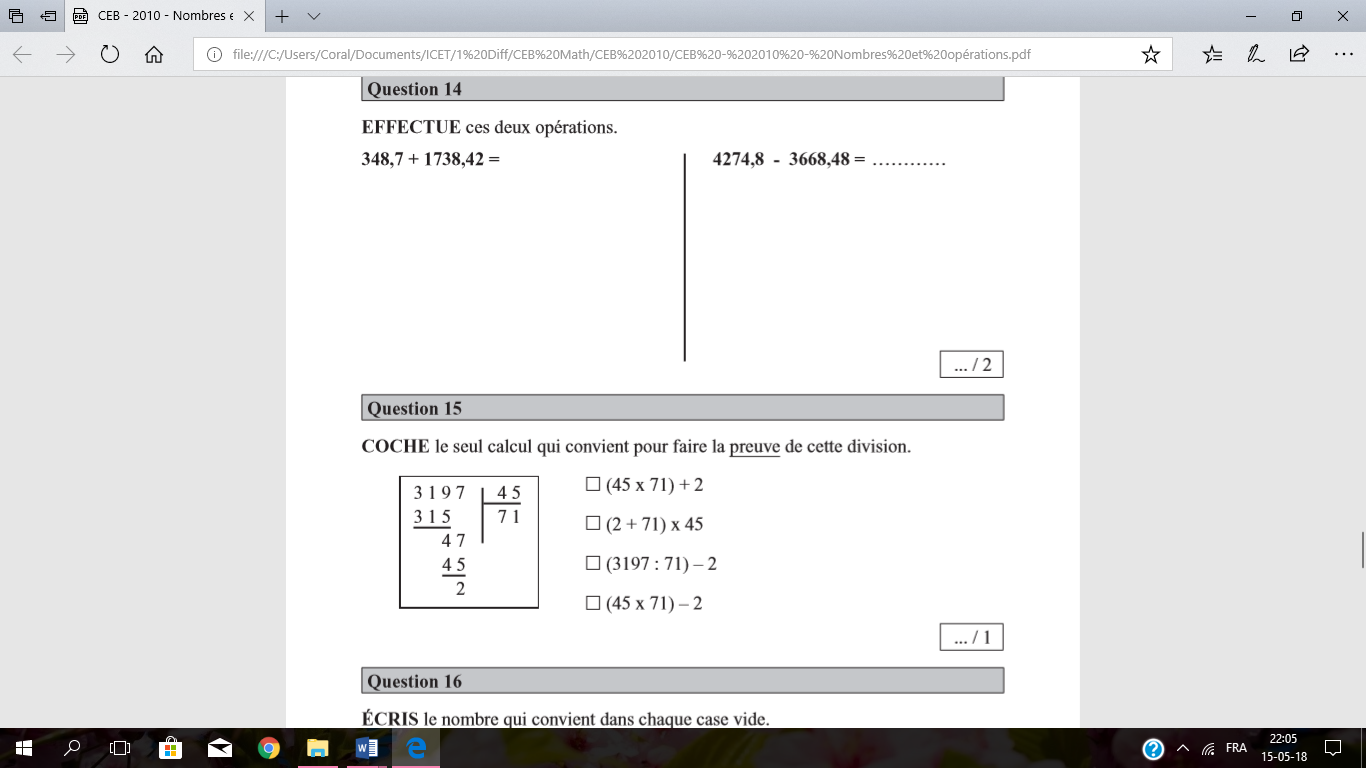 CEB - 2010 - Nombres e
file:///C:/Users/Coral/Documents/ICET/1%20Diff/CEB%20Math/CEB%202010/CEB%20-%202010%20-%20Nombres%20et%20opérations.pdf
Question 14
EFFECTUE ces deux opérations.
348,7 + 1738,42 =
4274,8 - 3668,48 = …………
... / 2
Question 15
COCHE le seul calcul qui convient pour faire la preuve de cette division.
3 1 9 7 4 5
3 1 5 7 1
4 7
4 5
2
(45 x 71) + 2
(2 + 71) x 45
(3197 : 71) – 2
(45 x 71) – 2
... / 1
Question 16
ÉCRIS le nombre qui convient dans chaque case vide.
FRA
22:05
15-05-18